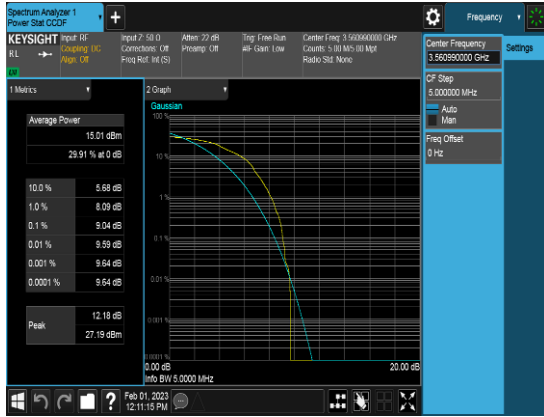 Spectrum Analyzer 1
Power Stat CCDF
Frequency
KEYSIGHT
RL
Input: RF
Coupling: DC
Align: Off
Input Z: 50 Ω
Corrections: Off
Freq Ref: Int (S)
Atten: 22 dB
Preamp: Off
Trig: Free Run
#IF Gain: Low
Center Freq: 3.560990000 GHz
Counts: 5.00 M/5.00 Mpt
Radio Std: None
Center Frequency
3.560990000 GHz
Settings
CF Step
5.000000 MHz
Auto
Man
Freq Offset
0 Hz
1 Metrics
Average Power
15.01 dBm
29.91 % at 0 dB
10.0 % 5.68 dB
1.0 % 8.09 dB
0.1 % 9.04 dB
0.01 % 9.59 dB
0.001 % 9.64 dB
0.0001 % 9.64 dB
Peak
12.18 dB
27.19 dBm
2 Graph
Gaussian
100 %
10 %
1 %
0.1 %
0.01 %
0.001 %
0.0001 %
0.00 dB 20.00 dB
Info BW 5.0000 MHz
Feb 01, 2023
12:11:15 PM